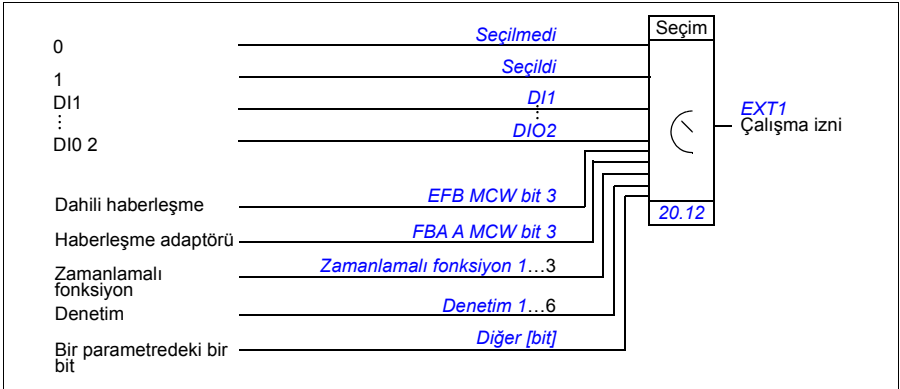 Seçim
0 Seçilmedi
1 Seçildi
DI1 DI1
⋮ ⋮
DI0 2 DIO2
EXT1
Çalışma izni
Dahili haberleşme EFB MCW bit 3
20.12
Haberleşme adaptörü FBA A MCW bit 3
Zamanlamalı Zamanlamalı fonksiyon 1…3
fonksiyon
Denetim Denetim 1…6
Bir parametredeki bir Diğer [bit]
bit